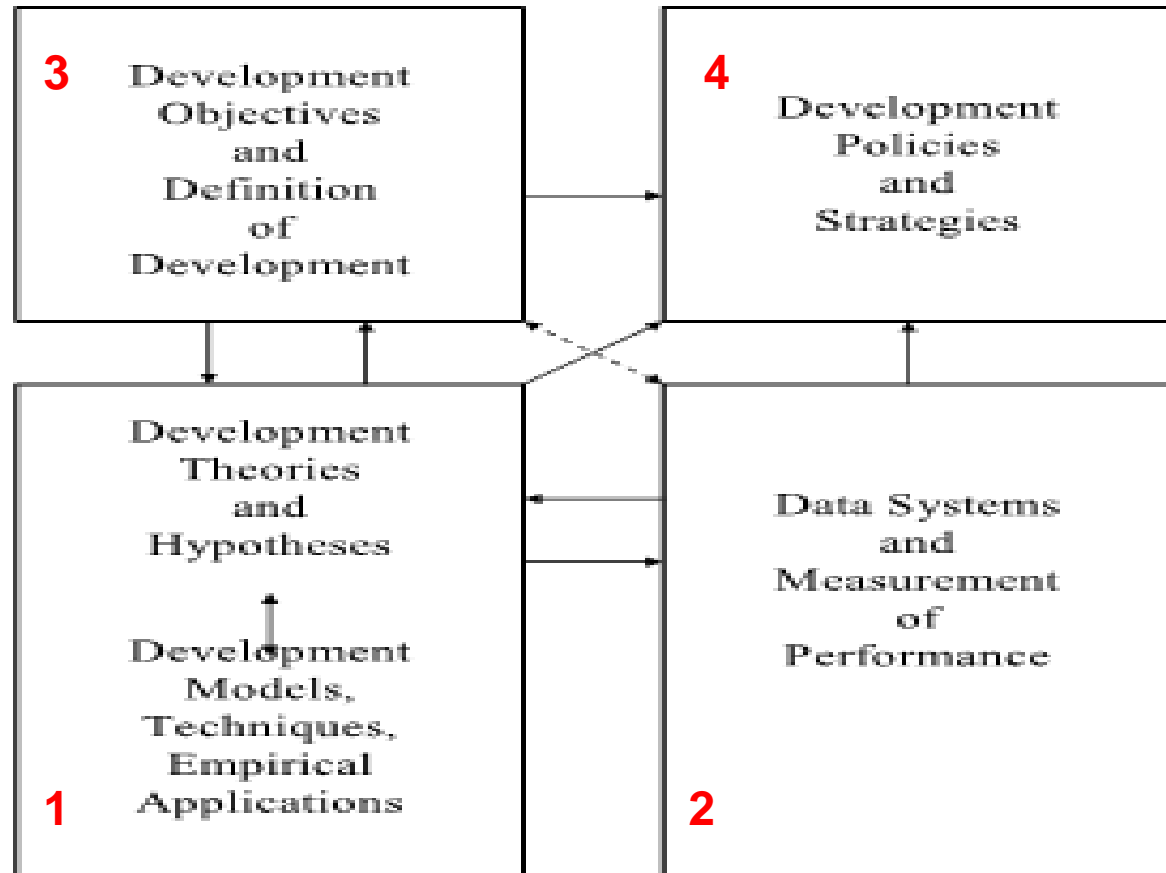 3
Development
Objectives
and
Definition
of
Development
4
Development
Policies
and
Strategies
Development
Theories
and
Hypotheses
Development
Models,
Techniques,
Empirical
Applications
1
Data Systems
and
Measurement
of
Performance
2